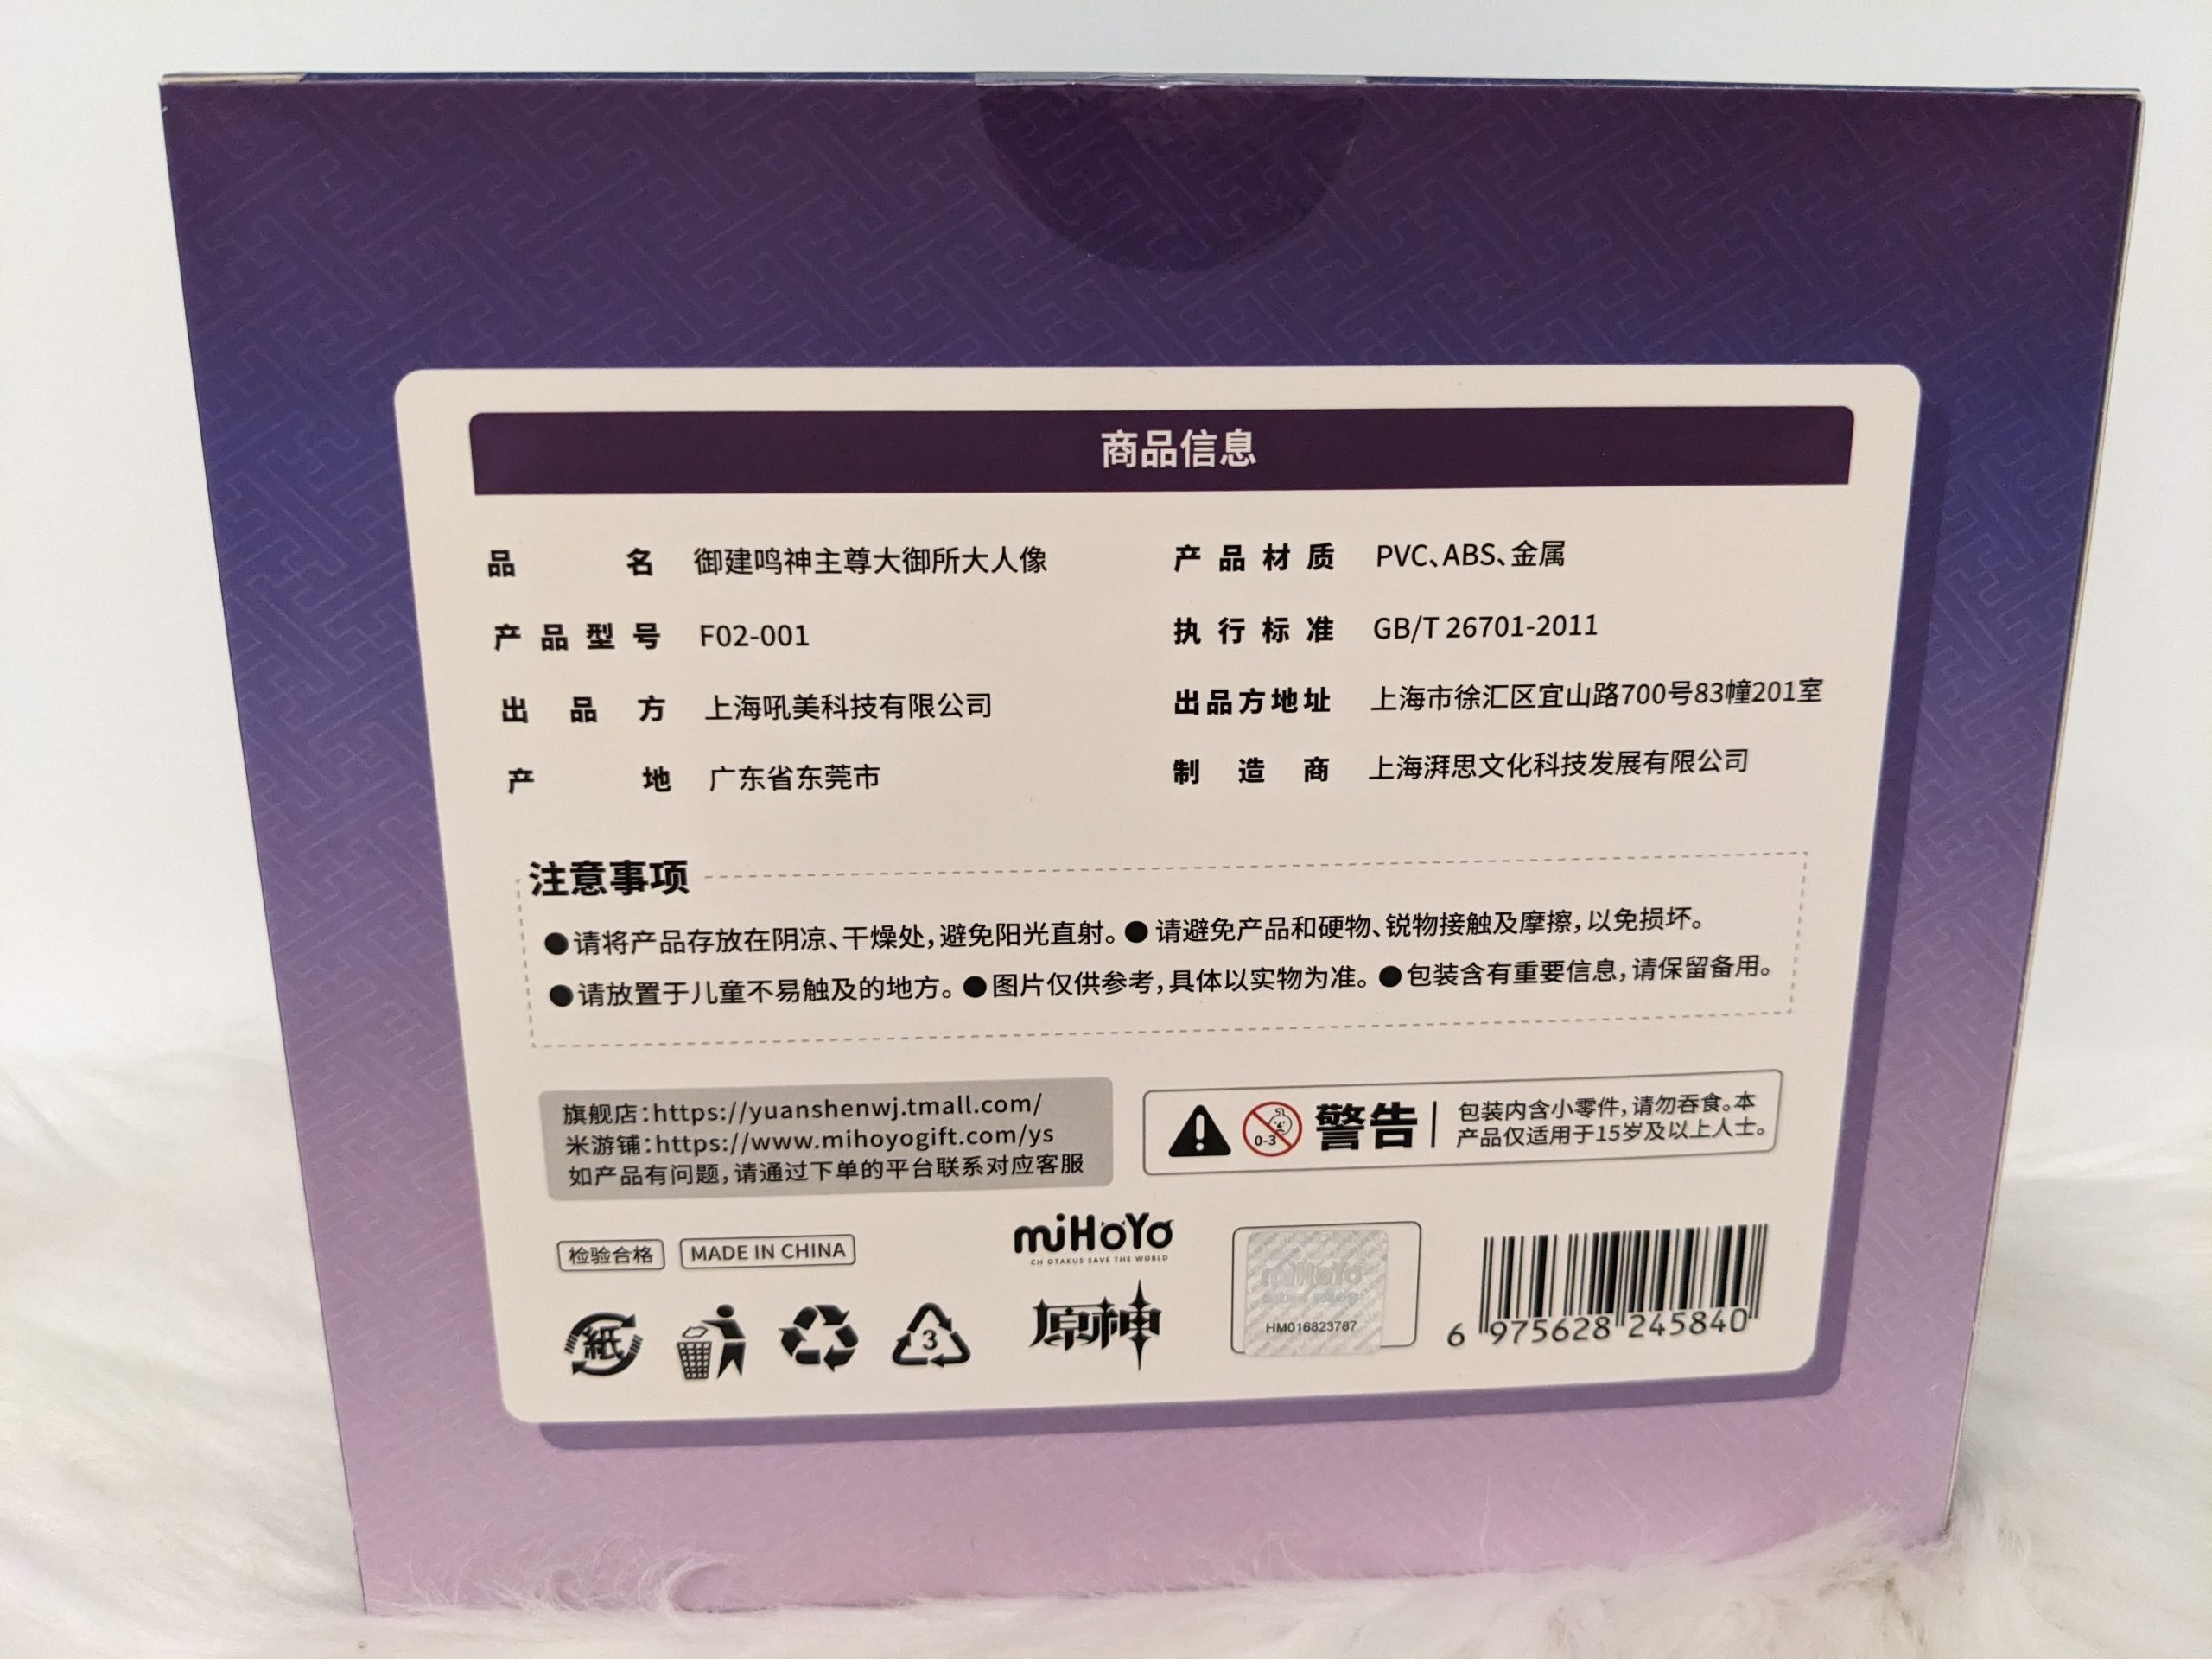 商品信息
品名 御建鸣神主尊大御所大人像
产品材质 PVC、ABS、金属
产品型号 F02-001
执行标准 GB/T 26701-2011
出品方 上海吼美科技有限公司
出品方地址 上海市徐汇区宜山路700号83幢201室
产地 广东省东莞市
制造商 上海湃思文化科技发展有限公司
注意事项
●请将产品存放在阴凉、干燥处，避免阳光直射。●请避免产品和硬物、锐物接触及摩擦，以免损坏。
●请放置于儿童不易触及的地方。●图片仅供参考，具体以实物为准。●包装含有重要信息，请保留备用。
旗舰店：https://yuanshenwj.tmall.com/
米游铺：https://www.mihoyogift.com/ys
如产品有问题，请通过下单的平台联系对应客服
0-3
警告
包装内含小零件，请勿吞食。本
产品仅适用于15岁及以上人士。
检验合格
MADE IN CHINA
miHoYo
CH OTAKUS SAVE THE WORLD
紙
3
原神
miHoYo
HM016823787
6 975628 245840